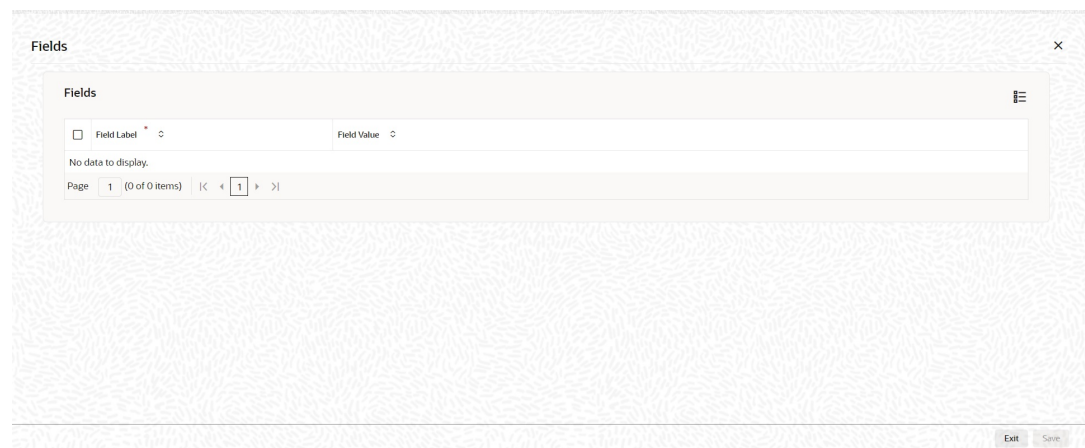 Fields
Fields
Field Label * Field Value
No data to display.
Page 1 (0 of 0 items) 1
Exit Save